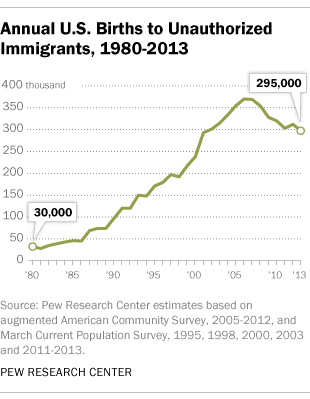 Annual U.S. Births to Unauthorized
Immigrants, 1980-2013
400 thousand
295,000
350
300
250
200
150
100
30,000
50
0
'80
'85
'90
'95
'00
'05
'10
'13
Source: Pew Research Center estimates based on
augmented American Community Survey, 2005-2012, and
March Current Population Survey, 1995, 1998, 2000, 2003
and 2011-2013.
PEW RESEARCH CENTER